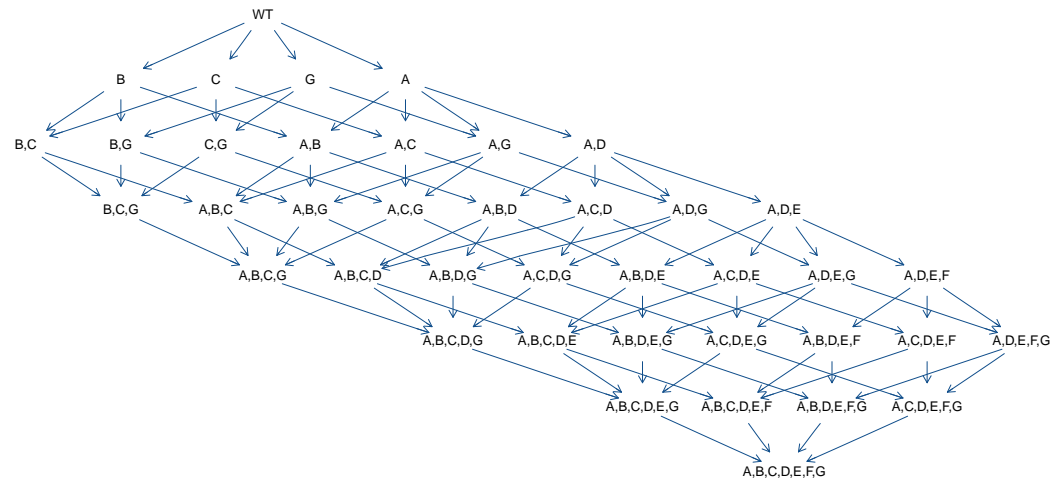 WT
B C G A
B,C B,G C,G A,B A,C A,G A,D
B,C,G A,B,C A,B,G A,C,G A,B,D A,C,D A,D,G A,D,E
A,B,C,G A,B,C,D A,B,D,G A,C,D,G A,B,D,E A,C,D,E A,D,E,G A,D,E,F
A,B,C,D,G A,B,C,D,E A,B,D,E,G A,C,D,E,G A,B,D,E,F A,C,D,E,F A,D,E,F,G
A,B,C,D,E,G A,B,C,D,E,F A,B,D,E,F,G A,C,D,E,F,G
A,B,C,D,E,F,G